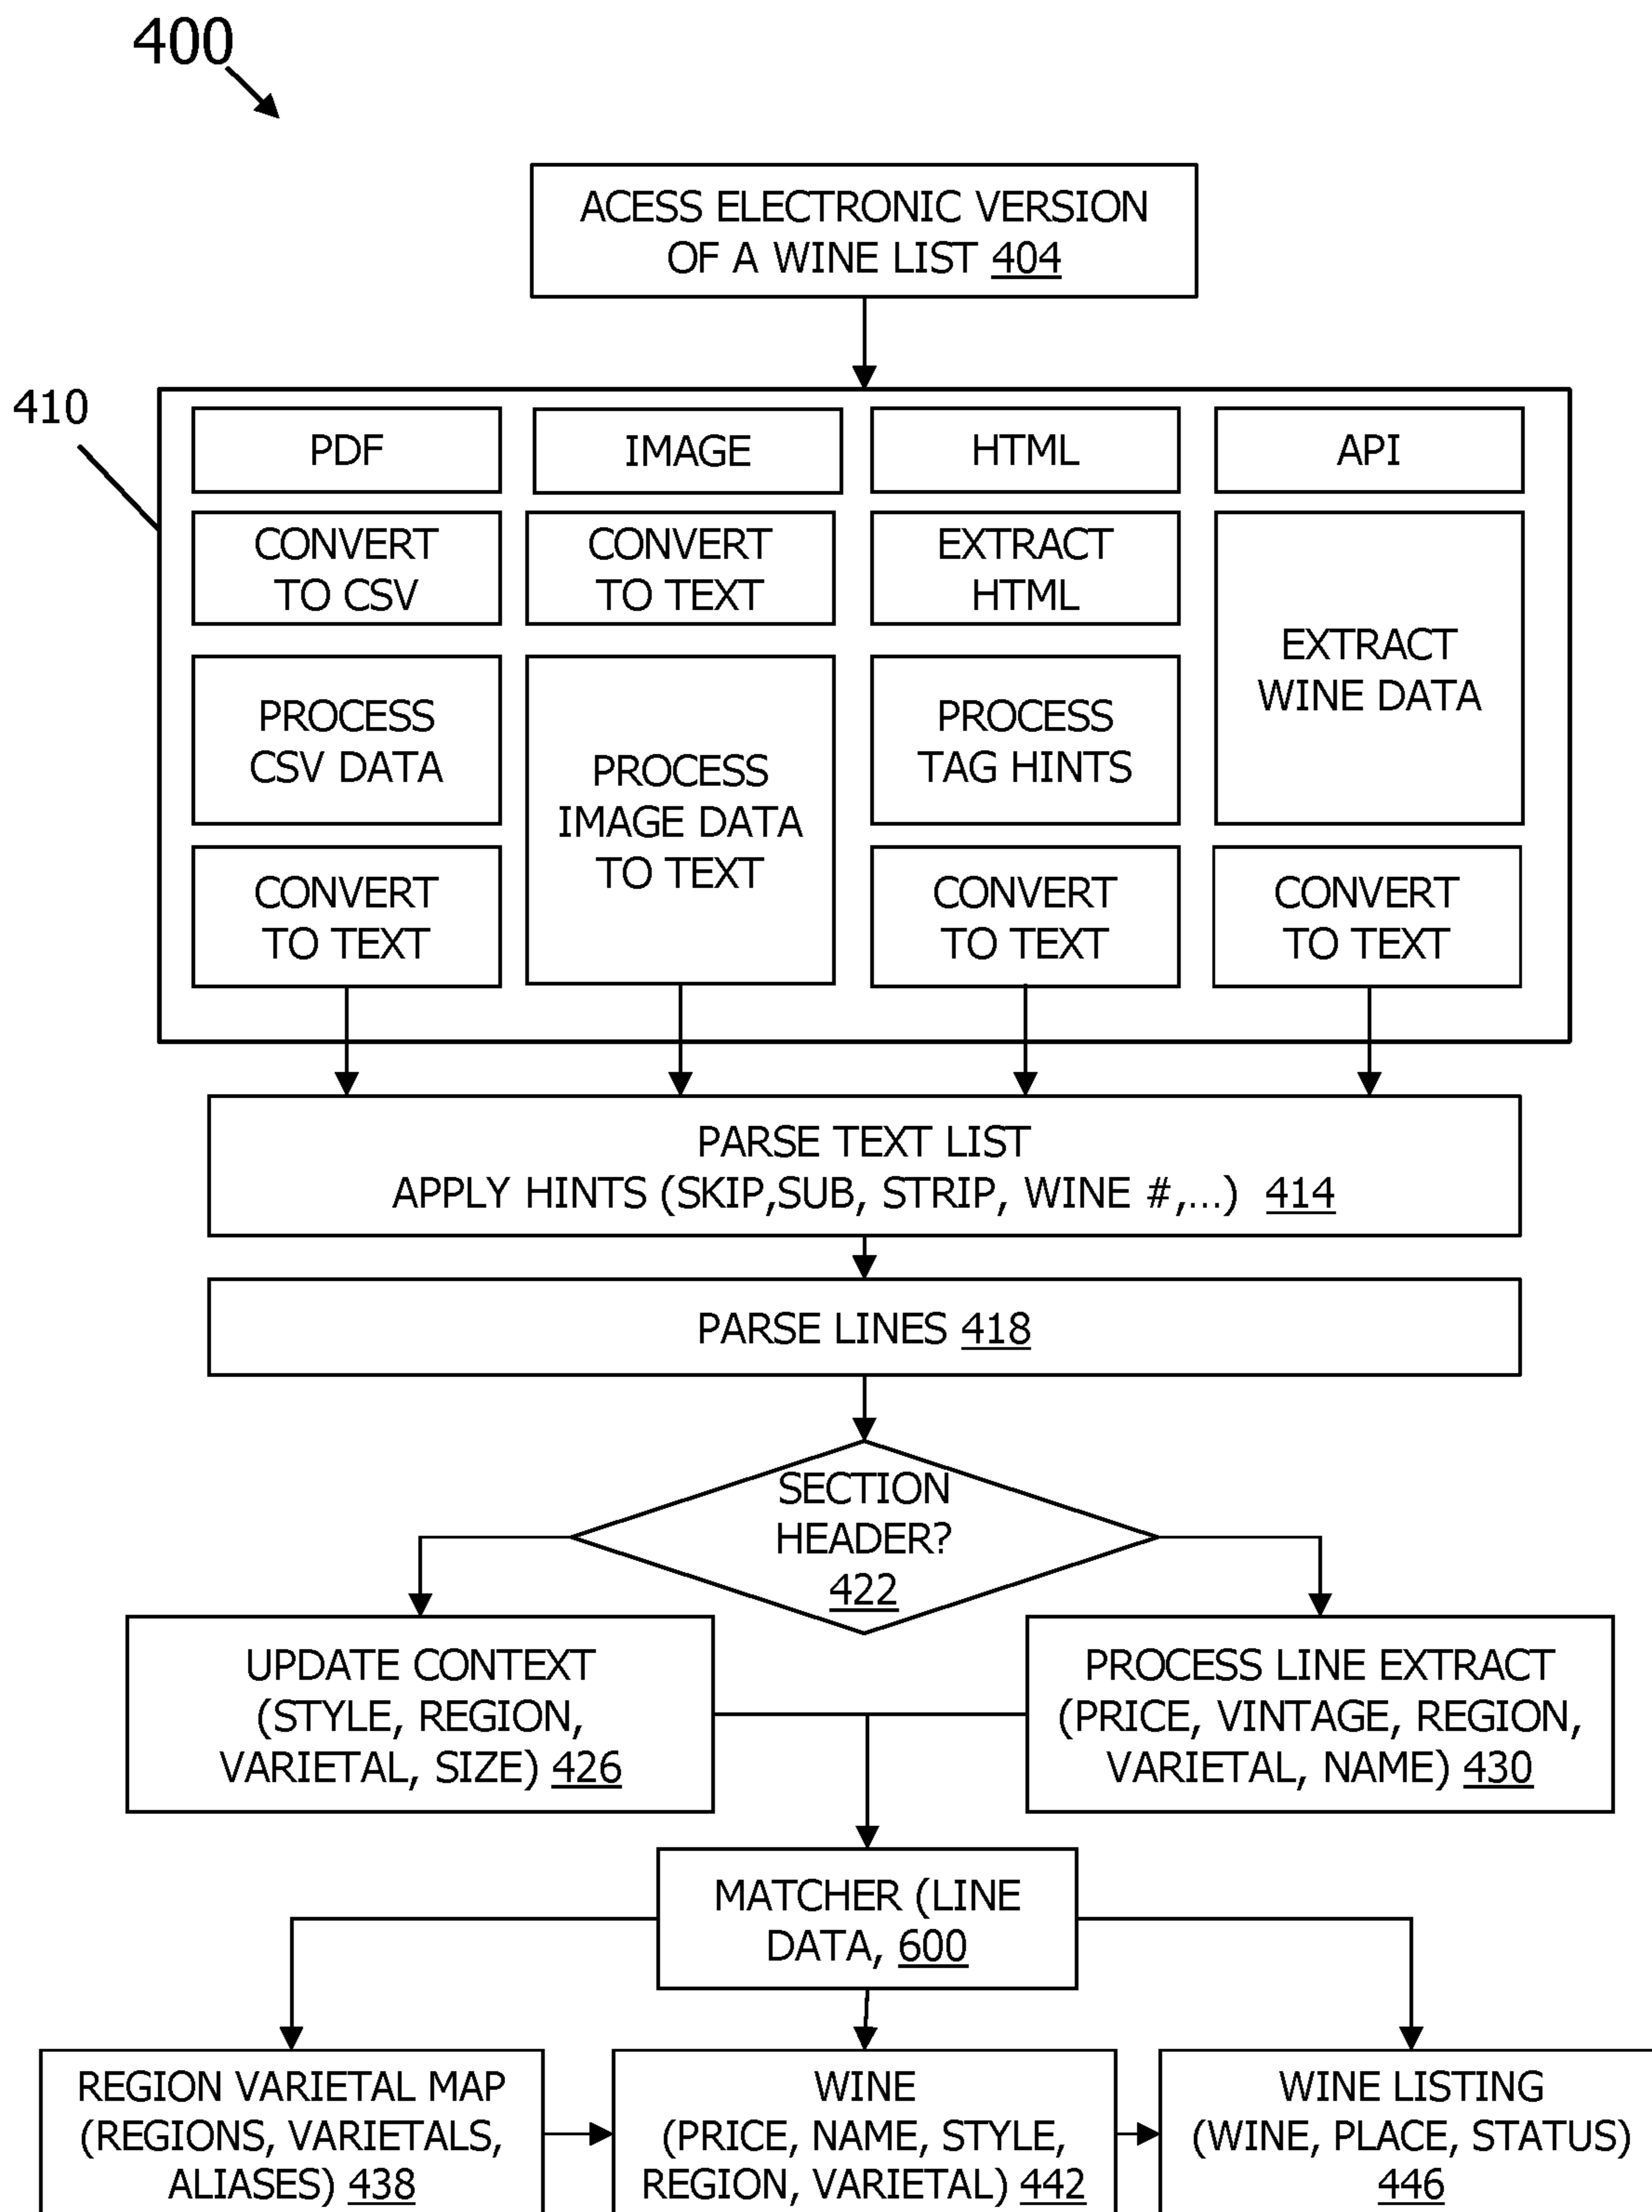 400
ACESS ELECTRONIC VERSION
OF A WINE LIST 404
410
PDF
CONVERT
TO CSV
PROCESS
CSV DATA
CONVERT
TO TEXT
IMAGE
CONVERT
TO TEXT
PROCESS
IMAGE DATA
TO TEXT
HTML
EXTRACT
HTML
PROCESS
TAG HINTS
CONVERT
TO TEXT
API
EXTRACT
WINE DATA
CONVERT
TO TEXT
PARSE TEXT LIST
APPLY HINTS (SKIP,SUB, STRIP, WINE #,...) 414
PARSE LINES 418
SECTION
HEADER?
422
UPDATE CONTEXT
(STYLE, REGION,
VARIETAL, SIZE) 426
PROCESS LINE EXTRACT
(PRICE, VINTAGE, REGION,
VARIETAL, NAME) 430
MATCHER (LINE
DATA, 600
REGION VARIETAL MAP
(REGIONS, VARIETALS,
ALIASES) 438
WINE
(PRICE, NAME, STYLE,
REGION, VARIETAL) 442
WINE LISTING
(WINE, PLACE, STATUS)
446